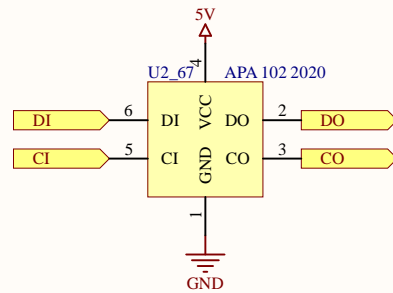 5V
U2_67 APA 102 2020
4
DI 6 DI VCC DO 2 DO
CI 5 CI GND CO 3 CO
1
GND